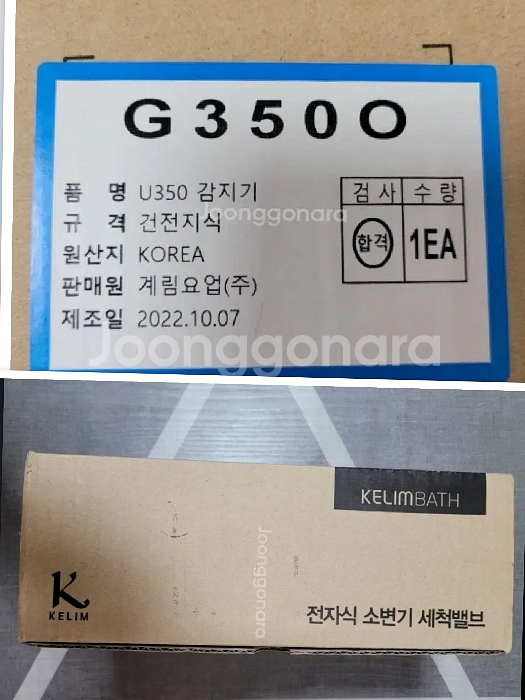 G350O
품 명 U350 감지기
규 격 건전지식
원산지 KOREA
판매원 계림요업(주)
제조일 2022.10.07
검 사 수 량
합격 1EA
Joonggonara
Joonggonara
KELIMBATH
Joonggonara
K
KELIM
전자식 소변기 세척밸브